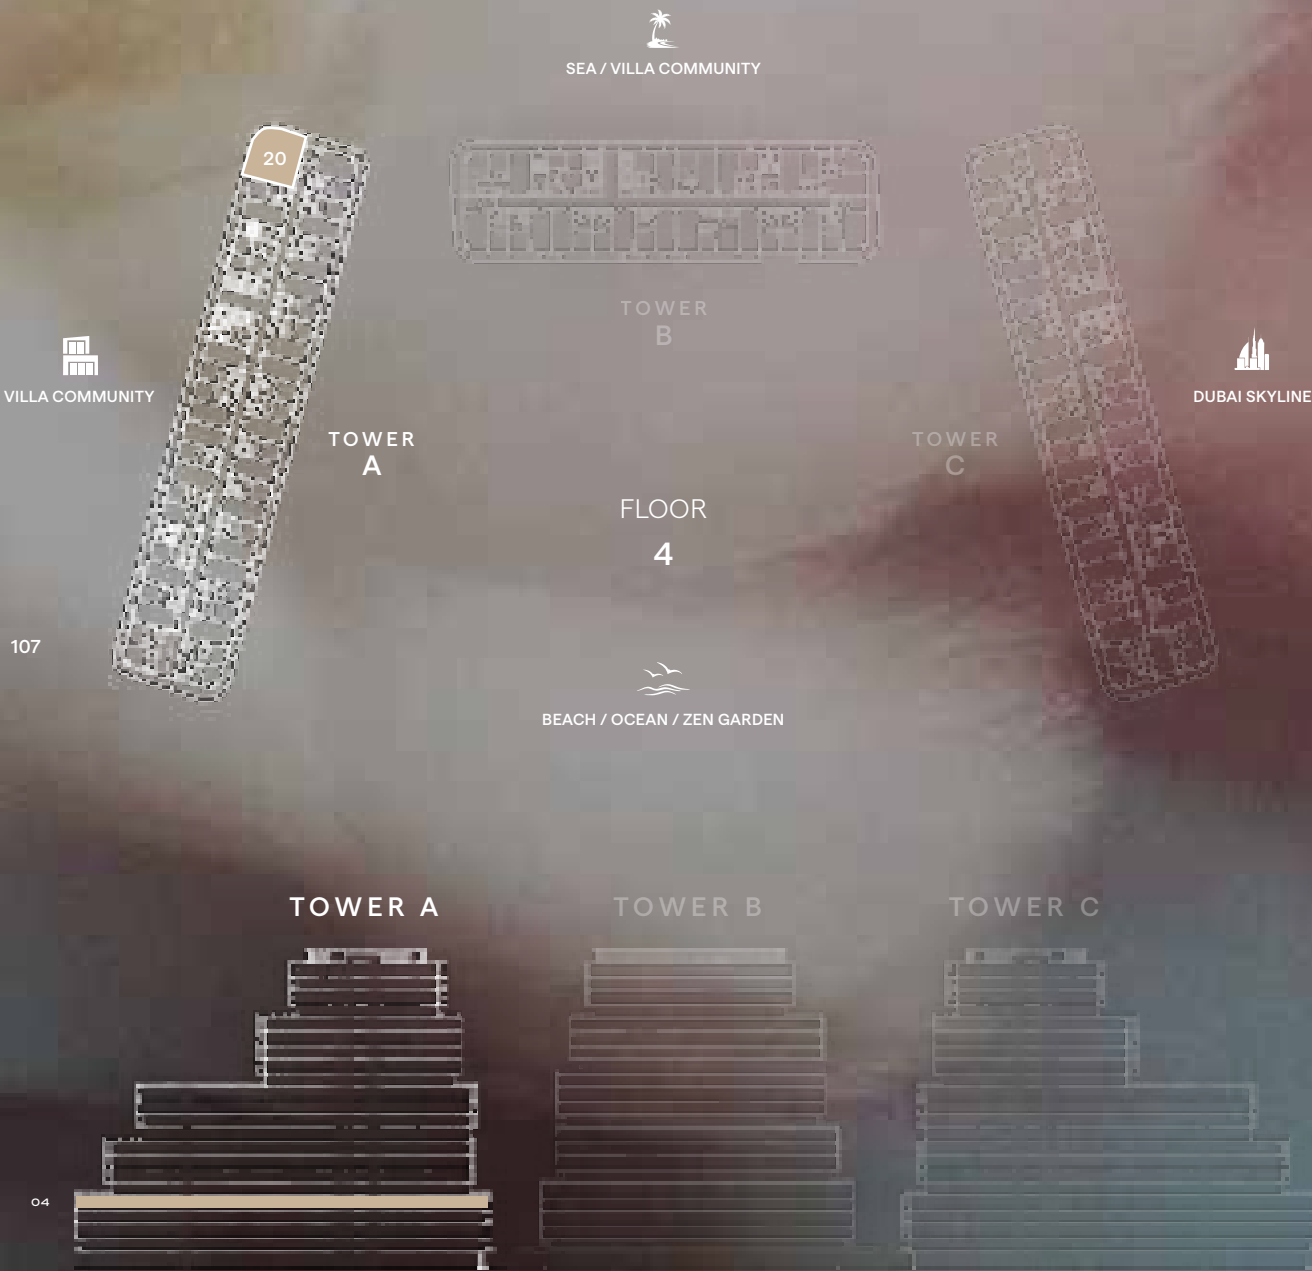 SEA / VILLA COMMUNITY
20
TOWER
B
VILLA COMMUNITY
DUBAI SKYLINE
TOWER
A
TOWER
C
FLOOR
4
107
BEACH / OCEAN / ZEN GARDEN
TOWER A
TOWER B
TOWER C
04